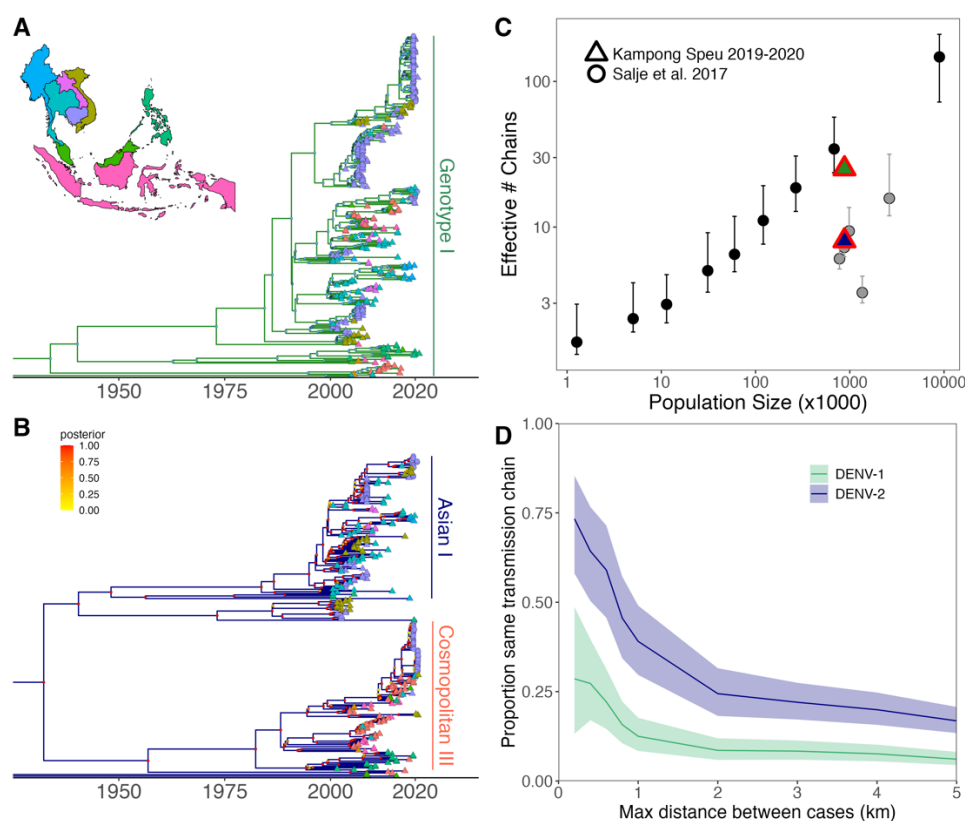 A
Genotype I
1950
1975
2000
2020
B
posterior
1.00
0.75
0.50
0.25
0.00
Asian I
Cosmopolitan III
1950
1975
2000
2020
C
Kampong Speu 2019-2020
Salje et al. 2017
Effective # Chains
100
30
10
3
1
10
100
1000
10000
Population Size (x1000)
D
DENV-1
DENV-2
Proportion same transmission chain
1.00
0.75
0.50
0.25
0.00
0
1
2
3
4
5
Max distance between cases (km)